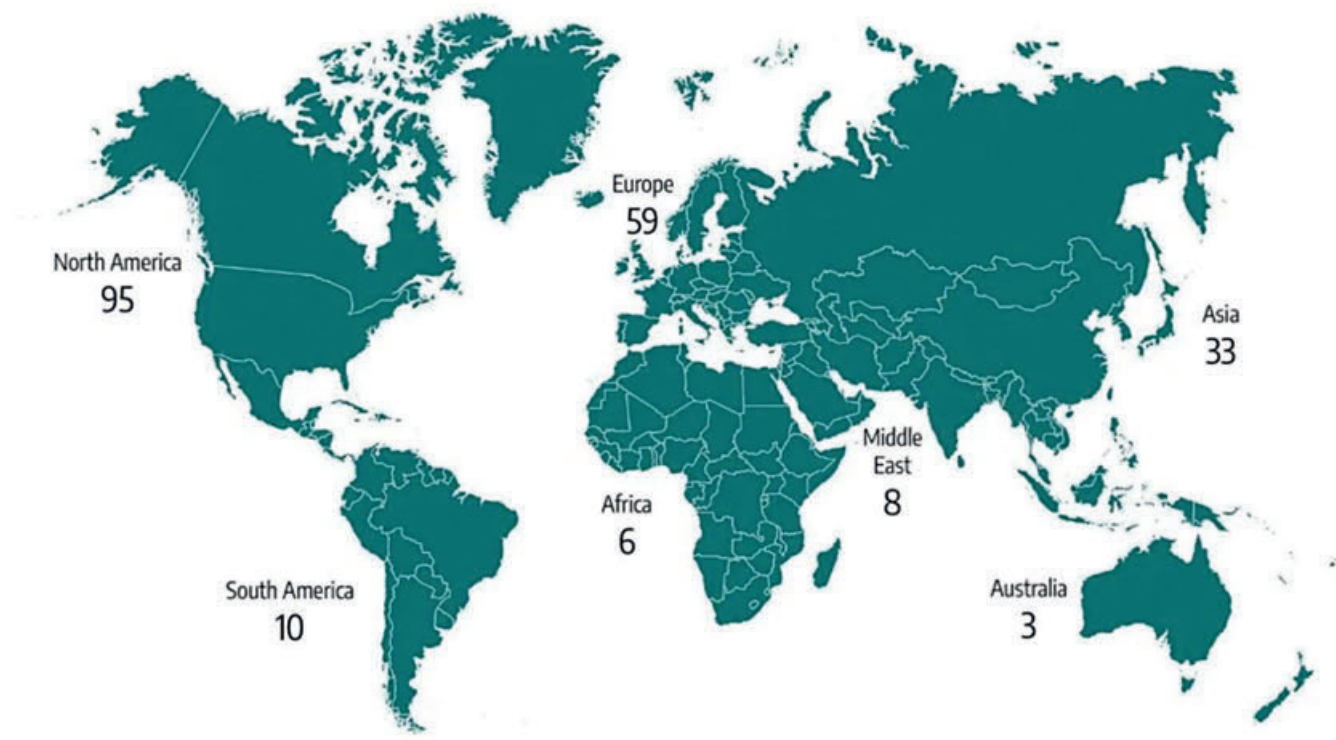 Europe
59
North America
95
Asia
33
Middle
East
8
Africa
6
South America
10
Australia
3